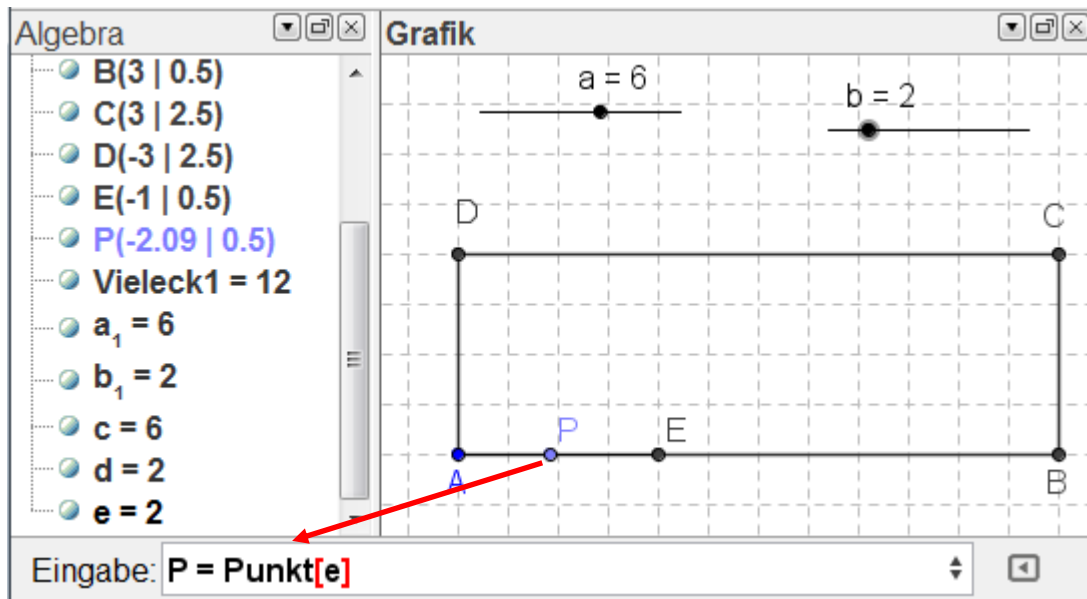 Algebra
B(3 | 0.5)
C(3 | 2.5)
D(-3 | 2.5)
E(-1 | 0.5)
P(-2.09 | 0.5)
Vieleck1 = 12
a₁ = 6
b₁ = 2
c = 6
d = 2
e = 2
Grafik
a = 6
b = 2
D
C
P
E
A
B
Eingabe: P = Punkt[e]